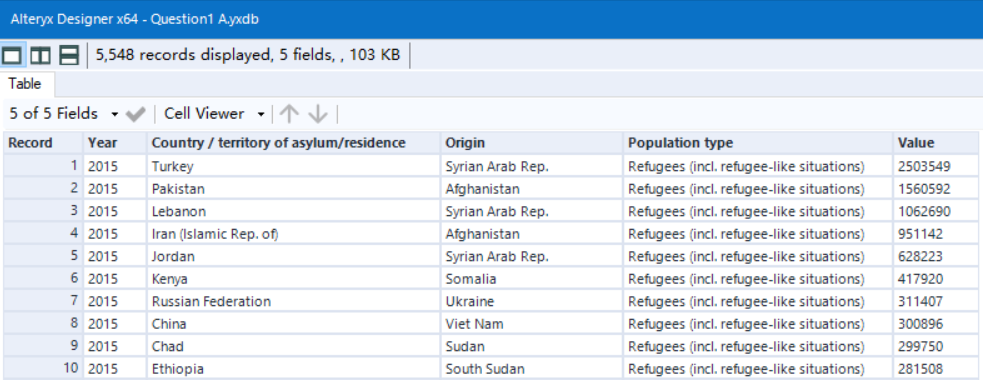 Alteryx Designer x64 - Question1 A.yxdb
5,548 records displayed, 5 fields, , 103 KB
Table
5 of 5 Fields Cell Viewer
Record Year Country / territory of asylum/residence Origin Population type Value
1 2015 Turkey Syrian Arab Rep. Refugees (incl. refugee-like situations) 2503549
2 2015 Pakistan Afghanistan Refugees (incl. refugee-like situations) 1560592
3 2015 Lebanon Syrian Arab Rep. Refugees (incl. refugee-like situations) 1062690
4 2015 Iran (Islamic Rep. of) Afghanistan Refugees (incl. refugee-like situations) 951142
5 2015 Jordan Syrian Arab Rep. Refugees (incl. refugee-like situations) 628223
6 2015 Kenya Somalia Refugees (incl. refugee-like situations) 417920
7 2015 Russian Federation Ukraine Refugees (incl. refugee-like situations) 311407
8 2015 China Viet Nam Refugees (incl. refugee-like situations) 300896
9 2015 Chad Sudan Refugees (incl. refugee-like situations) 299750
10 2015 Ethiopia South Sudan Refugees (incl. refugee-like situations) 281508